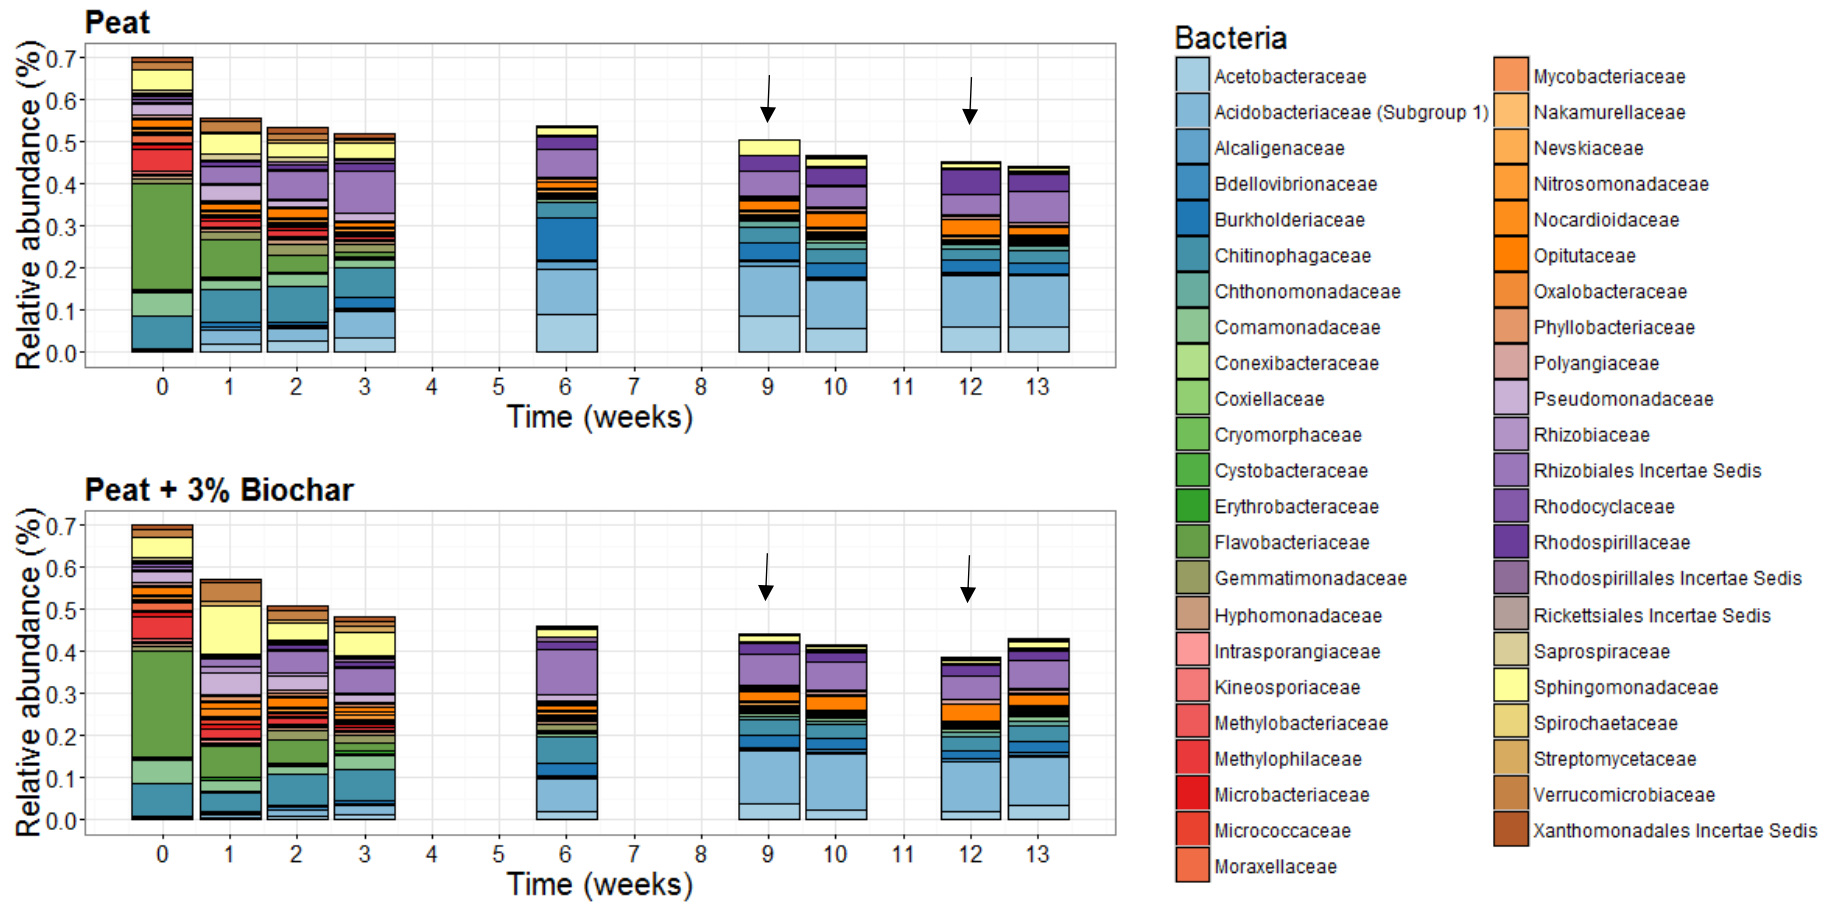 Peat
Relative abundance (%)
0.7
0.6
0.5
0.4
0.3
0.2
0.1
0.0
0 1 2 3 4 5 6 7 8 9 10 11 12 13
Time (weeks)
Peat + 3% Biochar
Relative abundance (%)
0.7
0.6
0.5
0.4
0.3
0.2
0.1
0.0
0 1 2 3 4 5 6 7 8 9 10 11 12 13
Time (weeks)
Bacteria
Acetobacteraceae
Acidobacteriaceae (Subgroup 1)
Alcaligenaceae
Bdellovibrionaceae
Burkholderiaceae
Chitinophagaceae
Chthonomonadaceae
Comamonadaceae
Conexibacteraceae
Coxiellaceae
Cryomorphaceae
Cystobacteraceae
Erythrobacteraceae
Flavobacteriaceae
Gemmatimonadaceae
Hyphomonadaceae
Intrasporangiaceae
Kineosporiaceae
Methylobacteriaceae
Methylophilaceae
Microbacteriaceae
Micrococcaceae
Moraxellaceae
Mycobacteriaceae
Nakamurellaceae
Nevskiaceae
Nitrosomonadaceae
Nocardioidaceae
Opitutaceae
Oxalobacteraceae
Phyllobacteriaceae
Polyangiaceae
Pseudomonadaceae
Rhizobiaceae
Rhizobiales Incertae Sedis
Rhodocyclaceae
Rhodospirillaceae
Rhodospirillales Incertae Sedis
Rickettsiales Incertae Sedis
Saprospiraceae
Sphingomonadaceae
Spirochaetaceae
Streptomycetaceae
Verrucomicrobiaceae
Xanthomonadales Incertae Sedis